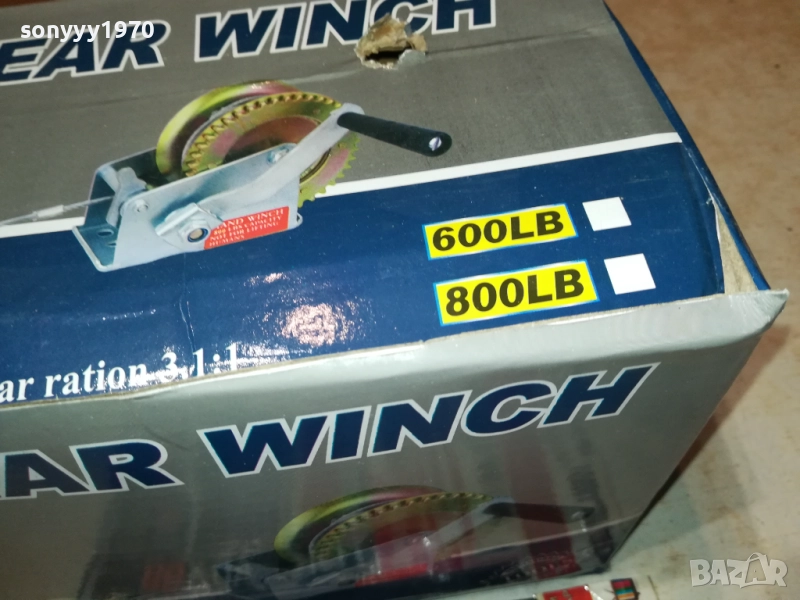 sonyyy1970
EAR WINCH
HAND WINCH
NOT FOR LIFTING
HUMANS
600LB
800LB
ar ration 3.1:1
EAR WINCH
BAZAR